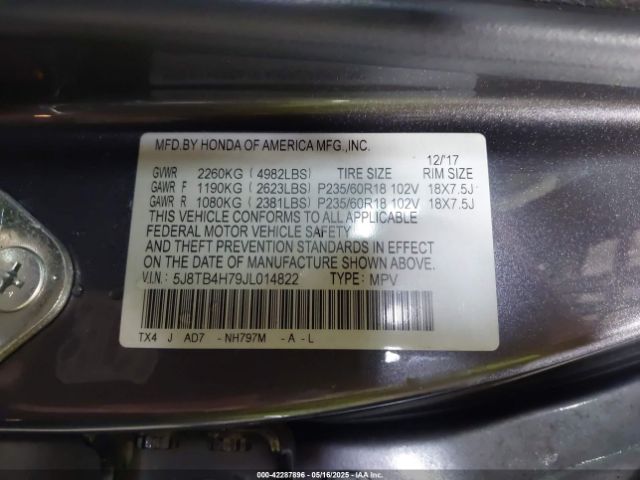 MFD.BY HONDA OF AMERICA MFG.,INC.
12/'17
GVWR 2260KG (4982LBS) TIRE SIZE RIM SIZE
GAWR F 1190KG (2623LBS) P235/60R18 102V 18X7.5J
GAWR R 1080KG (2381LBS) P235/60R18 102V 18X7.5J
THIS VEHICLE CONFORMS TO ALL APPLICABLE
FEDERAL MOTOR VEHICLE SAFETY
AND THEFT PREVENTION STANDARDS IN EFFECT
ON THE DATE OF MANUFACTURE SHOWN ABOVE.
V.I.N.: 5J8TB4H79JL014822 TYPE: MPV
TX4 J AD7 -NH797M -A-L
000-42287896 - 05/16/2025 - IAA